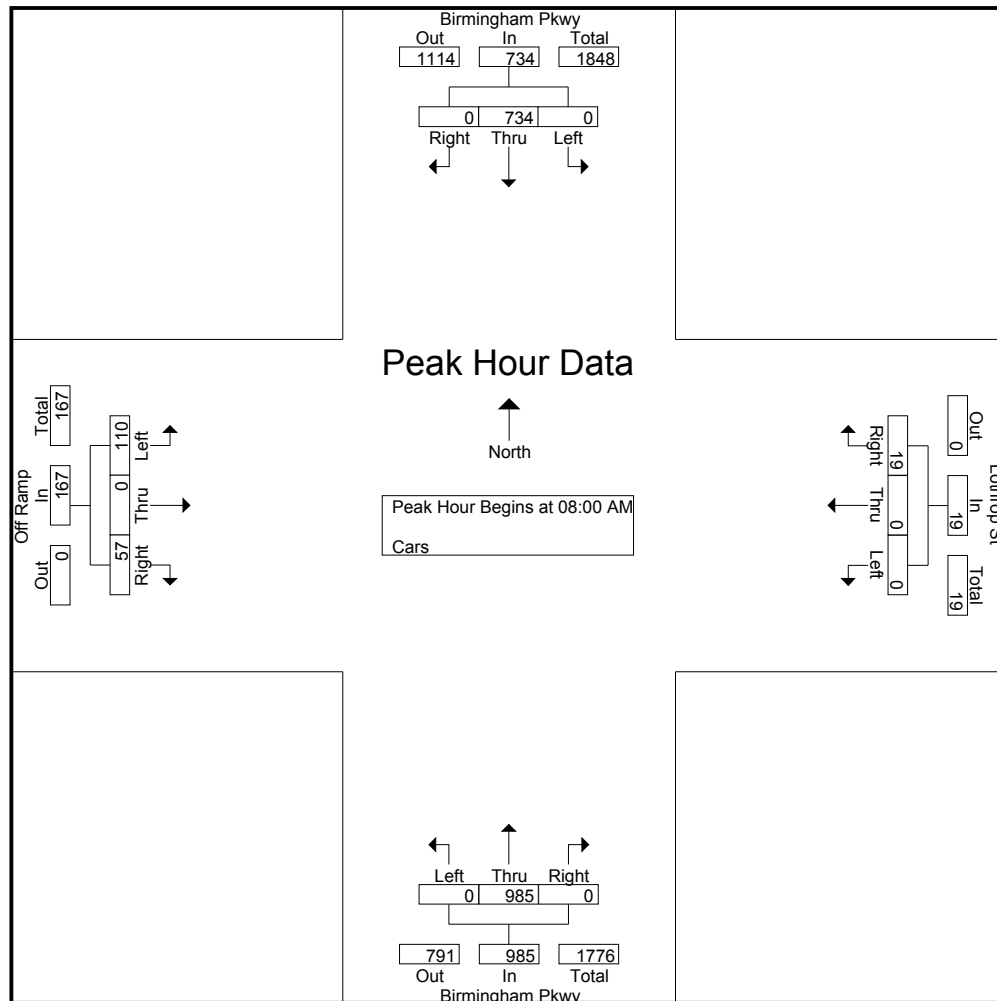 Birmingham Pkwy
Out In Total
1114 734 1848
0 734 0
Right Thru Left
Peak Hour Data
North
Peak Hour Begins at 08:00 AM
Cars
Off Ramp
Out In Total
0 167 167
110 0 57
Left Thru Right
Lothrop St
Out In Total
0 19 19
19 0 0
Right Thru Left
Left Thru Right
0 985 0
791 985 1776
Out In Total
Birmingham Pkwy